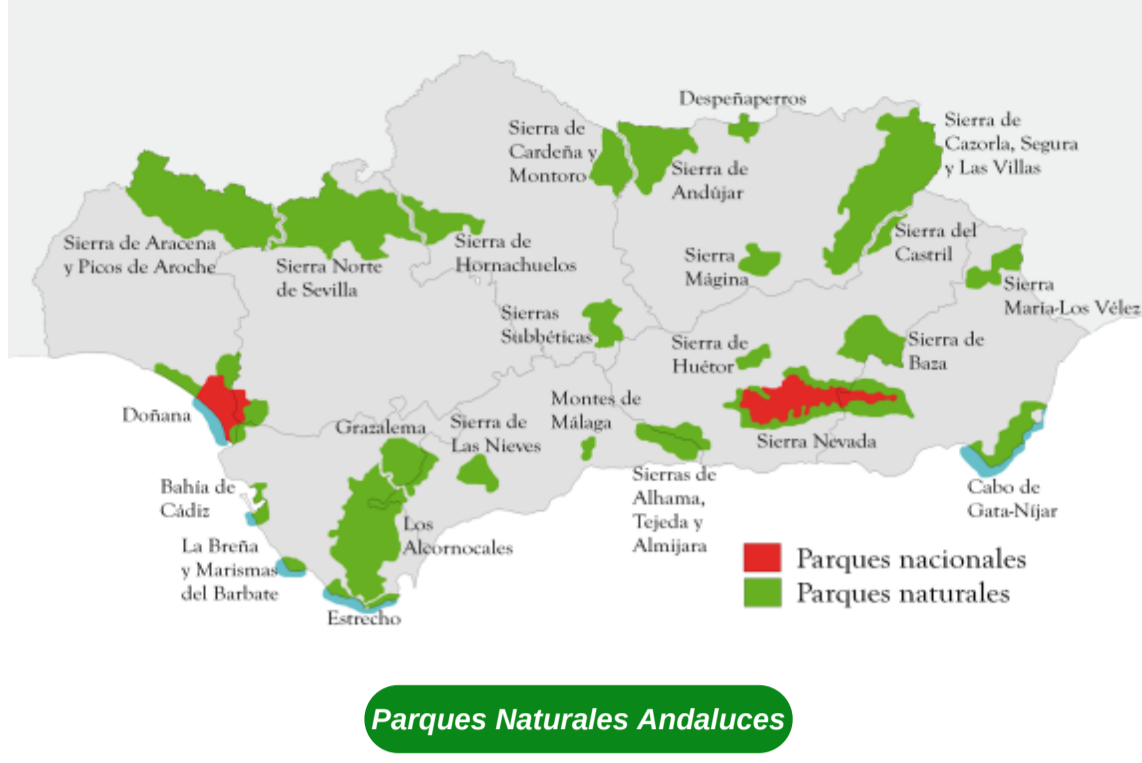 Despeñaperros
Sierra de
Cardeña y
Montoro
Sierra de
Andújar
Sierra de
Cazorla, Segura
y Las Villas
Sierra de Aracena
y Picos de Aroche
Sierra Norte
de Sevilla
Sierra de
Hornachuelos
Sierra
Mágina
Sierra del
Castril
Sierra
María-Los Vélez
Sierras
Subbéticas
Sierra de
Huétor
Sierra de
Baza
Doñana
Grazalema
Sierra de
Las Nieves
Montes de
Málaga
Sierra Nevada
Sierras de
Alhama,
Tejeda y
Almijara
Cabo de
Gata-Níjar
Bahía de
Cádiz
Los
Alcornocales
La Breña
y Marismas
del Barbate
Estrecho
Parques nacionales
Parques naturales
Parques Naturales Andaluces